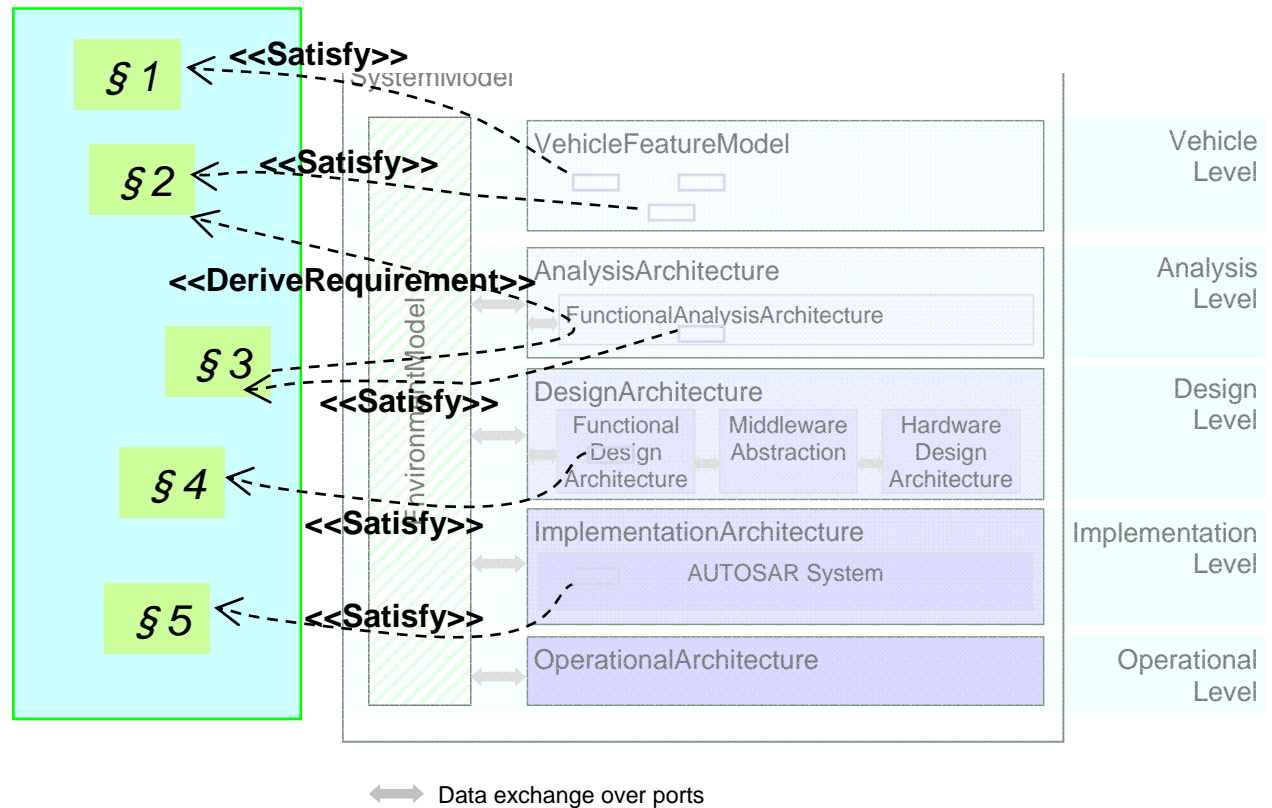 § 1
<<Satisfy>>
SystemModel
§ 2
<<Satisfy>>
VehicleFeatureModel
Vehicle
Level
<<DeriveRequirement>>
AnalysisArchitecture
FunctionalAnalysisArchitecture
Analysis
Level
EnvironmentModel
§ 3
<<Satisfy>>
DesignArchitecture
Functional
Design
Architecture
Middleware
Abstraction
Hardware
Design
Architecture
Design
Level
§ 4
<<Satisfy>>
ImplementationArchitecture
AUTOSAR System
Implementation
Level
§ 5
<<Satisfy>>
OperationalArchitecture
Operational
Level
Data exchange over ports